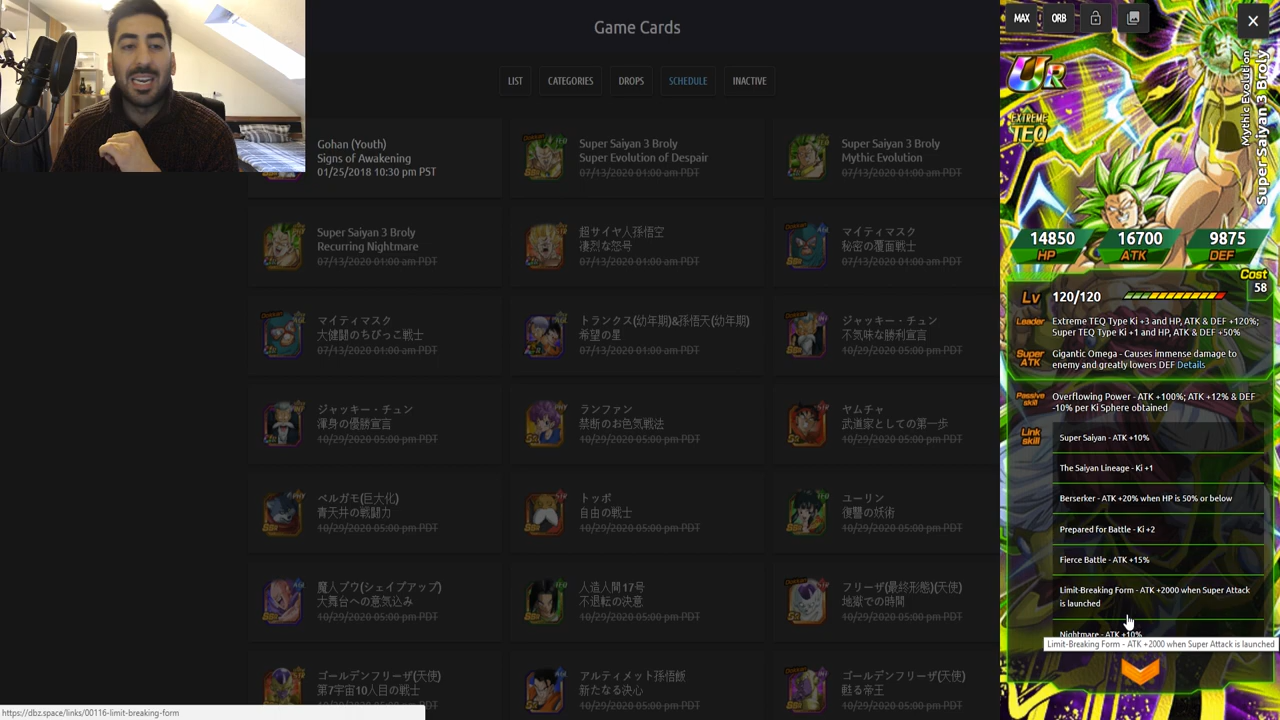 Game Cards
LIST
CATEGORIES
DROPS
SCHEDULE
INACTIVE
Gohan (Youth)
Signs of Awakening
01/25/2018 10:30 pm PST
Super Saiyan 3 Broly
Super Evolution of Despair
07/13/2020 01:00 am PDT
Super Saiyan 3 Broly
Mythic Evolution
07/13/2020 01:00 am PDT
Super Saiyan 3 Broly
Recurring Nightmare
07/13/2020 01:00 am PDT
超サイヤ人孫悟空
凄烈な怒号
07/13/2020 01:00 am PDT
マイティマスク
秘密の覆面戦士
07/13/2020 01:00 am PDT
マイティマスク
大健闘のちびっこ戦士
07/13/2020 01:00 am PDT
トランクス(幼年期)&孫悟天(幼年期)
希望の星
07/13/2020 01:00 am PDT
ジャッキー・チュン
不気味な勝利宣言
10/29/2020 05:00 pm PDT
ジャッキー・チュン
渾身の優勝宣言
10/29/2020 05:00 pm PDT
ランファン
禁断のお色気戦法
10/29/2020 05:00 pm PDT
ヤムチャ
武道家としての第一歩
10/29/2020 05:00 pm PDT
ベルガモ(巨大化)
青天井の戦闘力
10/29/2020 05:00 pm PDT
トッポ
自由の戦士
10/29/2020 05:00 pm PDT
ユーリン
復讐の妖術
10/29/2020 05:00 pm PDT
魔人ブウ(シェイプアップ)
大舞台への意気込み
10/29/2020 05:00 pm PDT
人造人間17号
不退転の決意
10/29/2020 05:00 pm PDT
フリーザ(最終形態)(天使)
地獄での時間
10/29/2020 05:00 pm PDT
ゴールデンフリーザ(天使)
第7宇宙10人目の戦士
10/29/2020 05:00 pm PDT
アルティメット孫悟飯
新たなる決心
10/29/2020 05:00 pm PDT
ゴールデンフリーザ(天使)
甦る帝王
10/29/2020 05:00 pm PDT
https://dbz.space/links/00116-limit-breaking-form
MAX
ORB
UR
EXTREME
TEQ
Mythic Evolution
Super Saiyan 3 Broly
14850
HP
16700
ATK
9875
DEF
Cost
58
Lv
120/120
Leader
Extreme TEQ Type Ki +3 and HP, ATK & DEF +120%;
Super TEQ Type Ki +1 and HP, ATK & DEF +50%
Super
ATK
Gigantic Omega - Causes immense damage to
enemy and greatly lowers DEF Details
Passive
skill
Overflowing Power - ATK +100%; ATK +12% & DEF
-10% per Ki Sphere obtained
Link
skill
Super Saiyan - ATK +10%
The Saiyan Lineage - Ki +1
Berserker - ATK +20% when HP is 50% or below
Prepared for Battle - Ki +2
Fierce Battle - ATK +15%
Limit-Breaking Form - ATK +2000 when Super Attack
is launched
Nightmare - ATK +10%
Limit-Breaking Form - ATK +2000 when Super Attack is launched